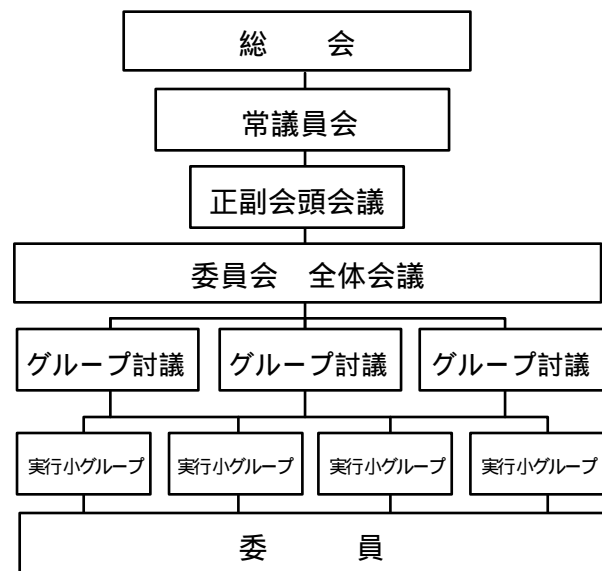 総　　会
常議員会
正副会頭会議
委員会　全体会議
グループ討議　グループ討議　グループ討議
実行小グループ　実行小グループ　実行小グループ　実行小グループ
委　　　員